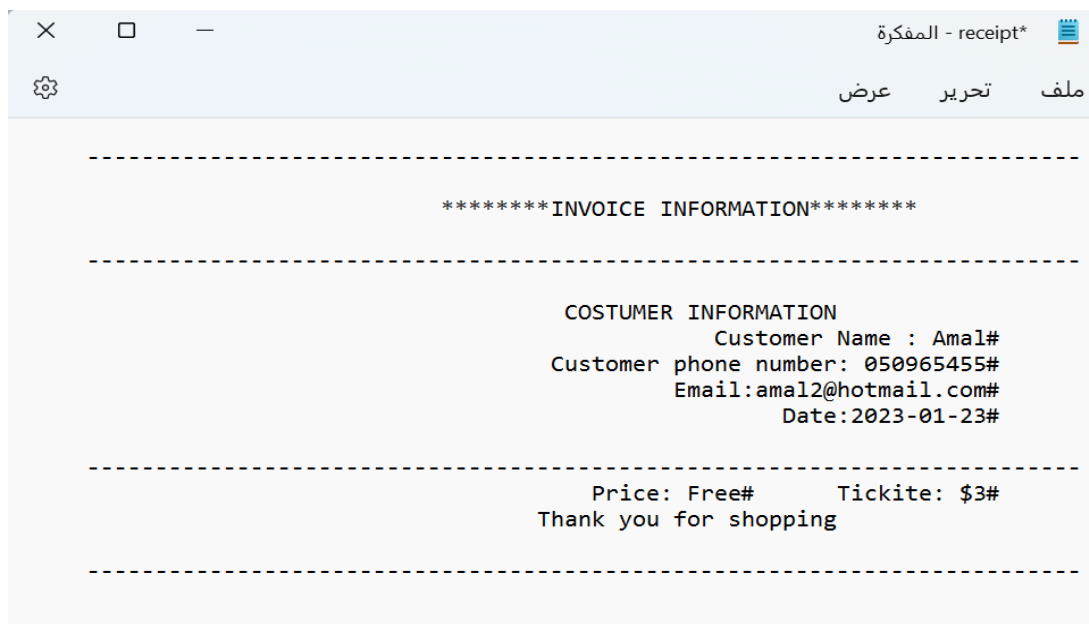 *receipt - المفكرة
ملف تحرير عرض
-------------------------------------------------------------------------
********INVOICE INFORMATION********
-------------------------------------------------------------------------
COSTUMER INFORMATION
Customer Name : Amal#
Customer phone number: 050965455#
Email:amal2@hotmail.com#
Date:2023-01-23#
-------------------------------------------------------------------------
Price: Free# Tickite: $3#
Thank you for shopping
-------------------------------------------------------------------------